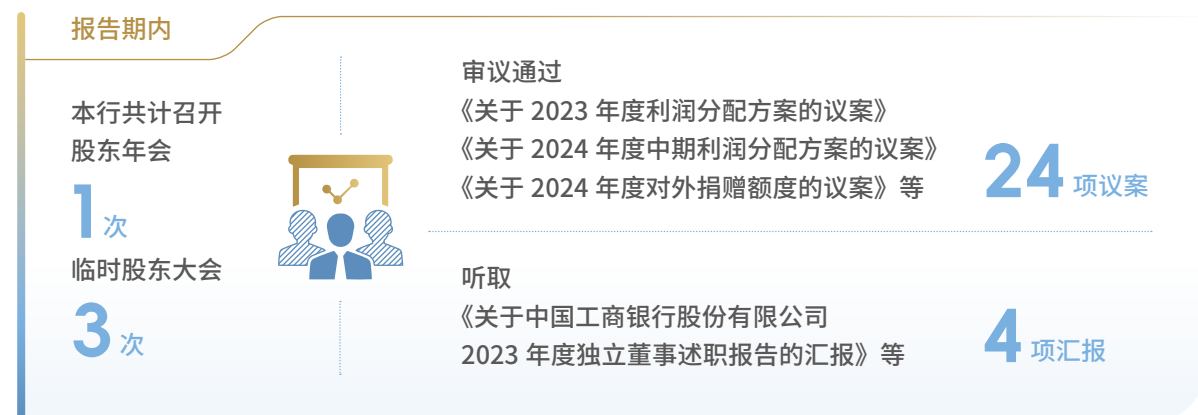 报告期内
本行共计召开
股东年会
1 次
临时股东大会
3 次
审议通过
《关于 2023 年度利润分配方案的议案》
《关于 2024 年度中期利润分配方案的议案》
《关于 2024 年度对外捐赠额度的议案》等
24 项议案
听取
《关于中国工商银行股份有限公司
2023 年度独立董事述职报告的汇报》等
4 项汇报